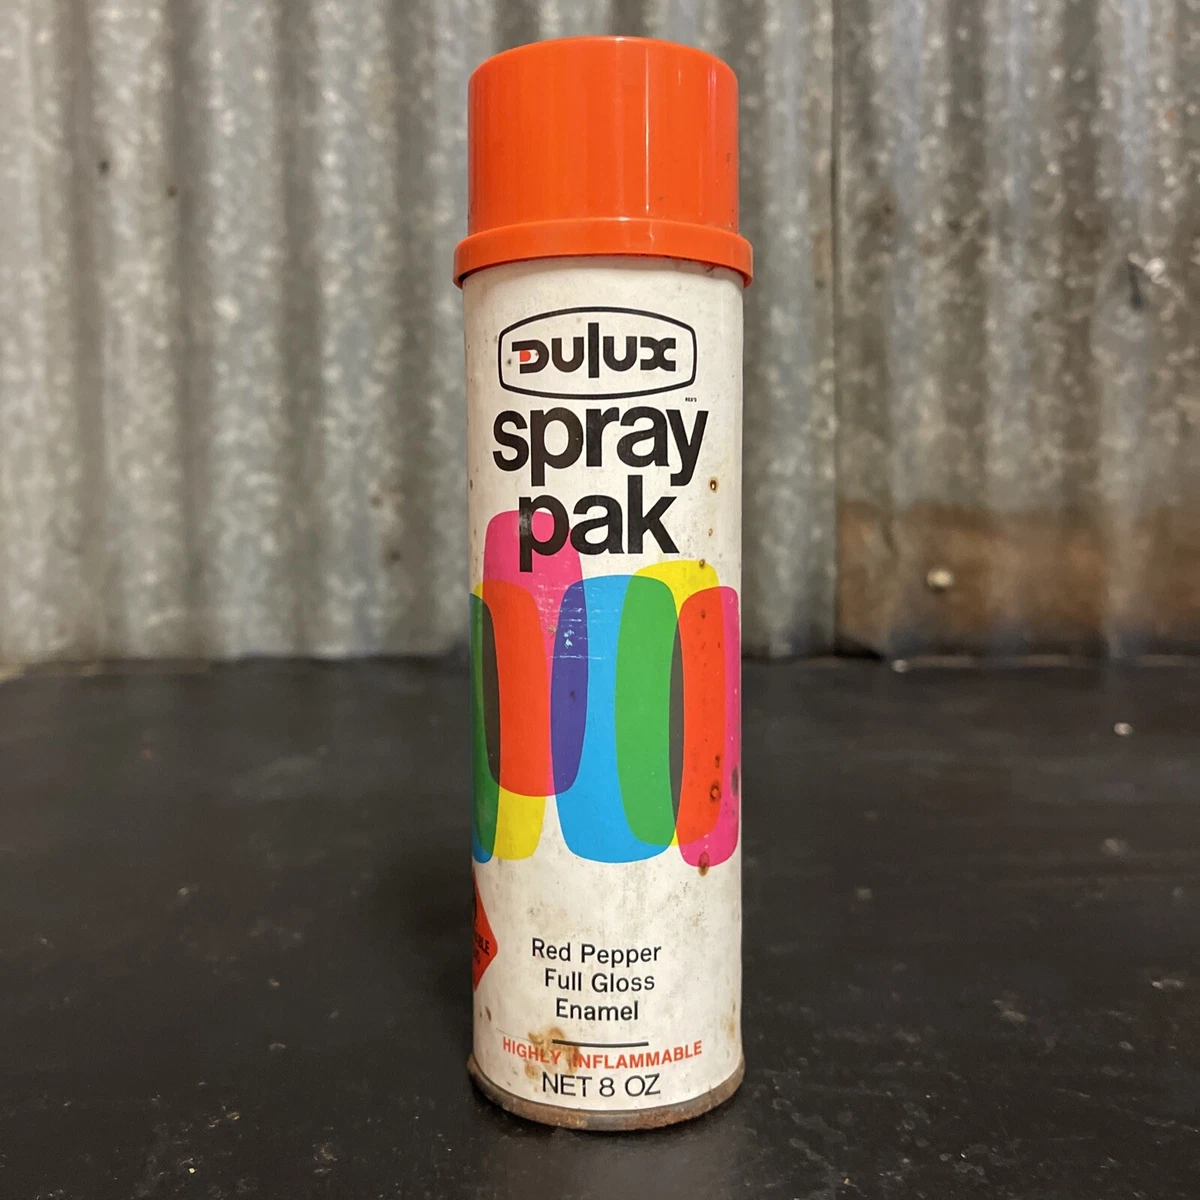 DULUX
spray
pak
Red Pepper
Full Gloss
Enamel
HIGHLY INFLAMMABLE
NET 8 OZ